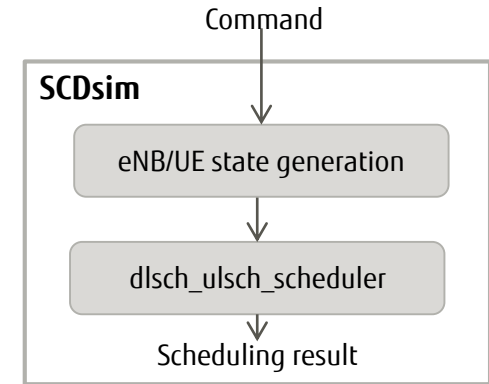 Command
SCDsim
eNB/UE state generation
dlsch_ulsch_scheduler
Scheduling result